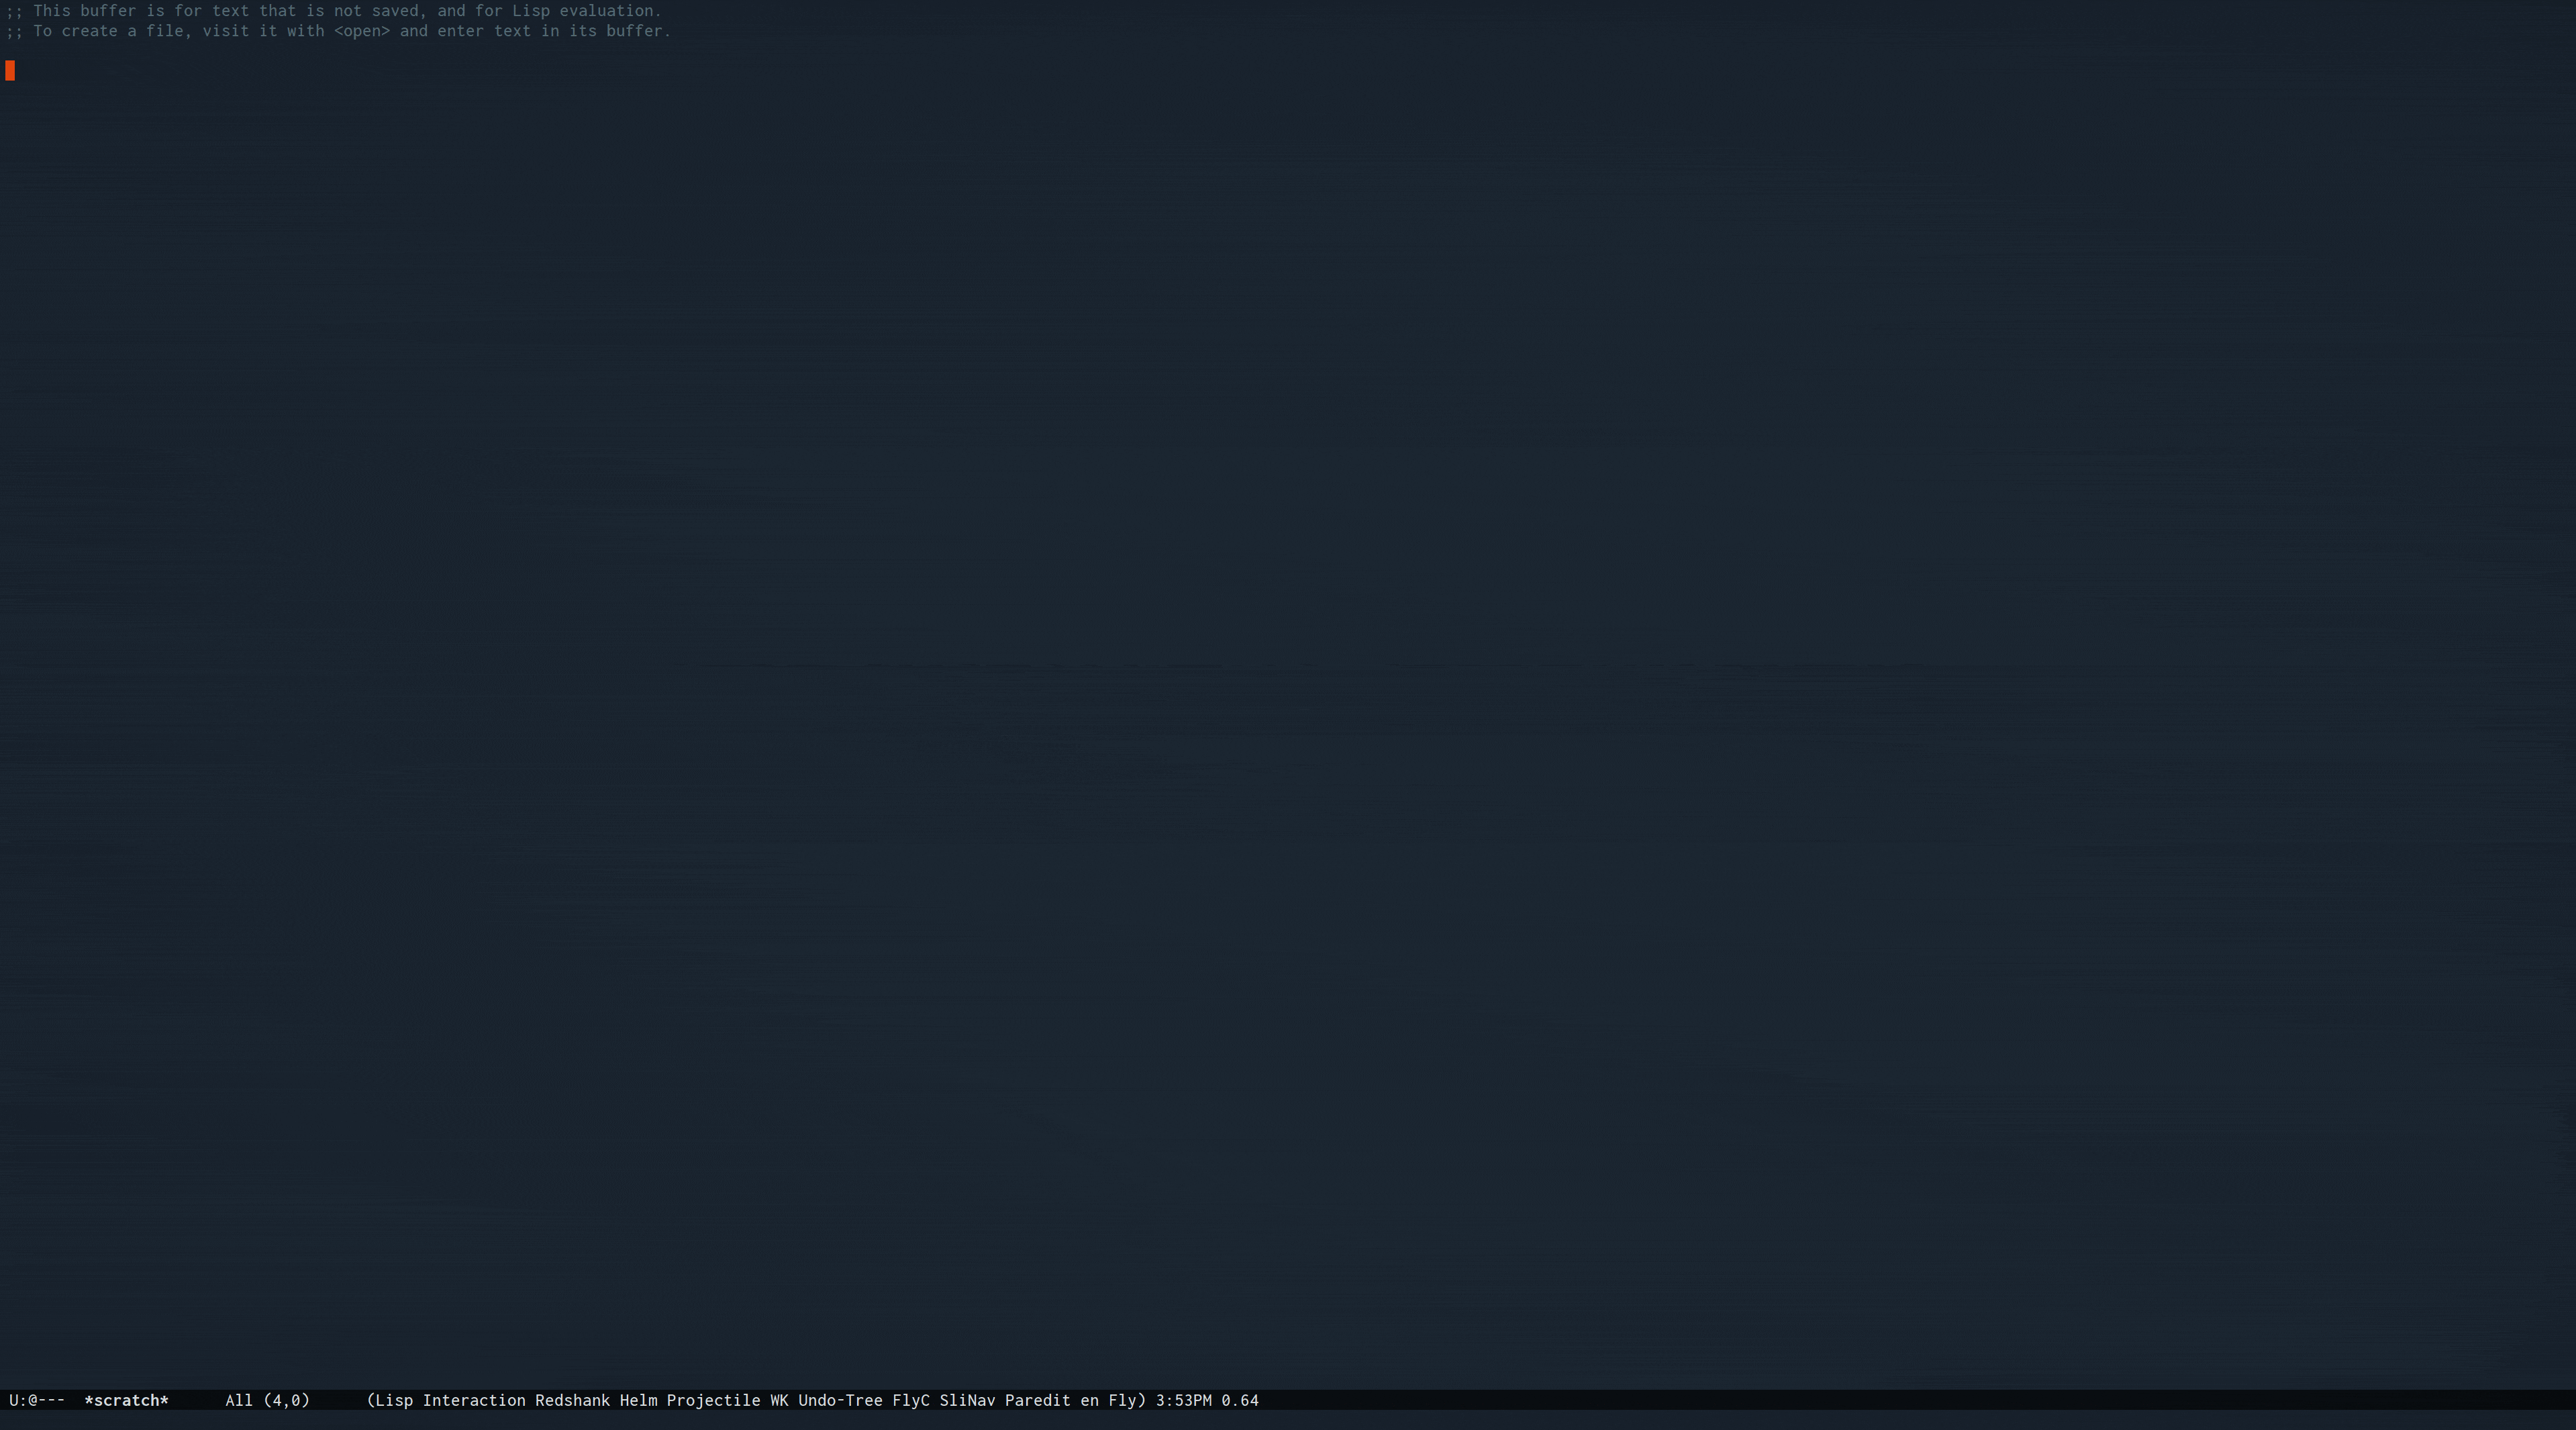 ;; This buffer is for text that is not saved, and for Lisp evaluation.
;; To create a file, visit it with <open> and enter text in its buffer.
U:@---  *scratch*      All (4,0)      (Lisp Interaction Redshank Helm Projectile WK Undo-Tree FlyC SliNav Paredit en Fly) 3:53PM 0.64